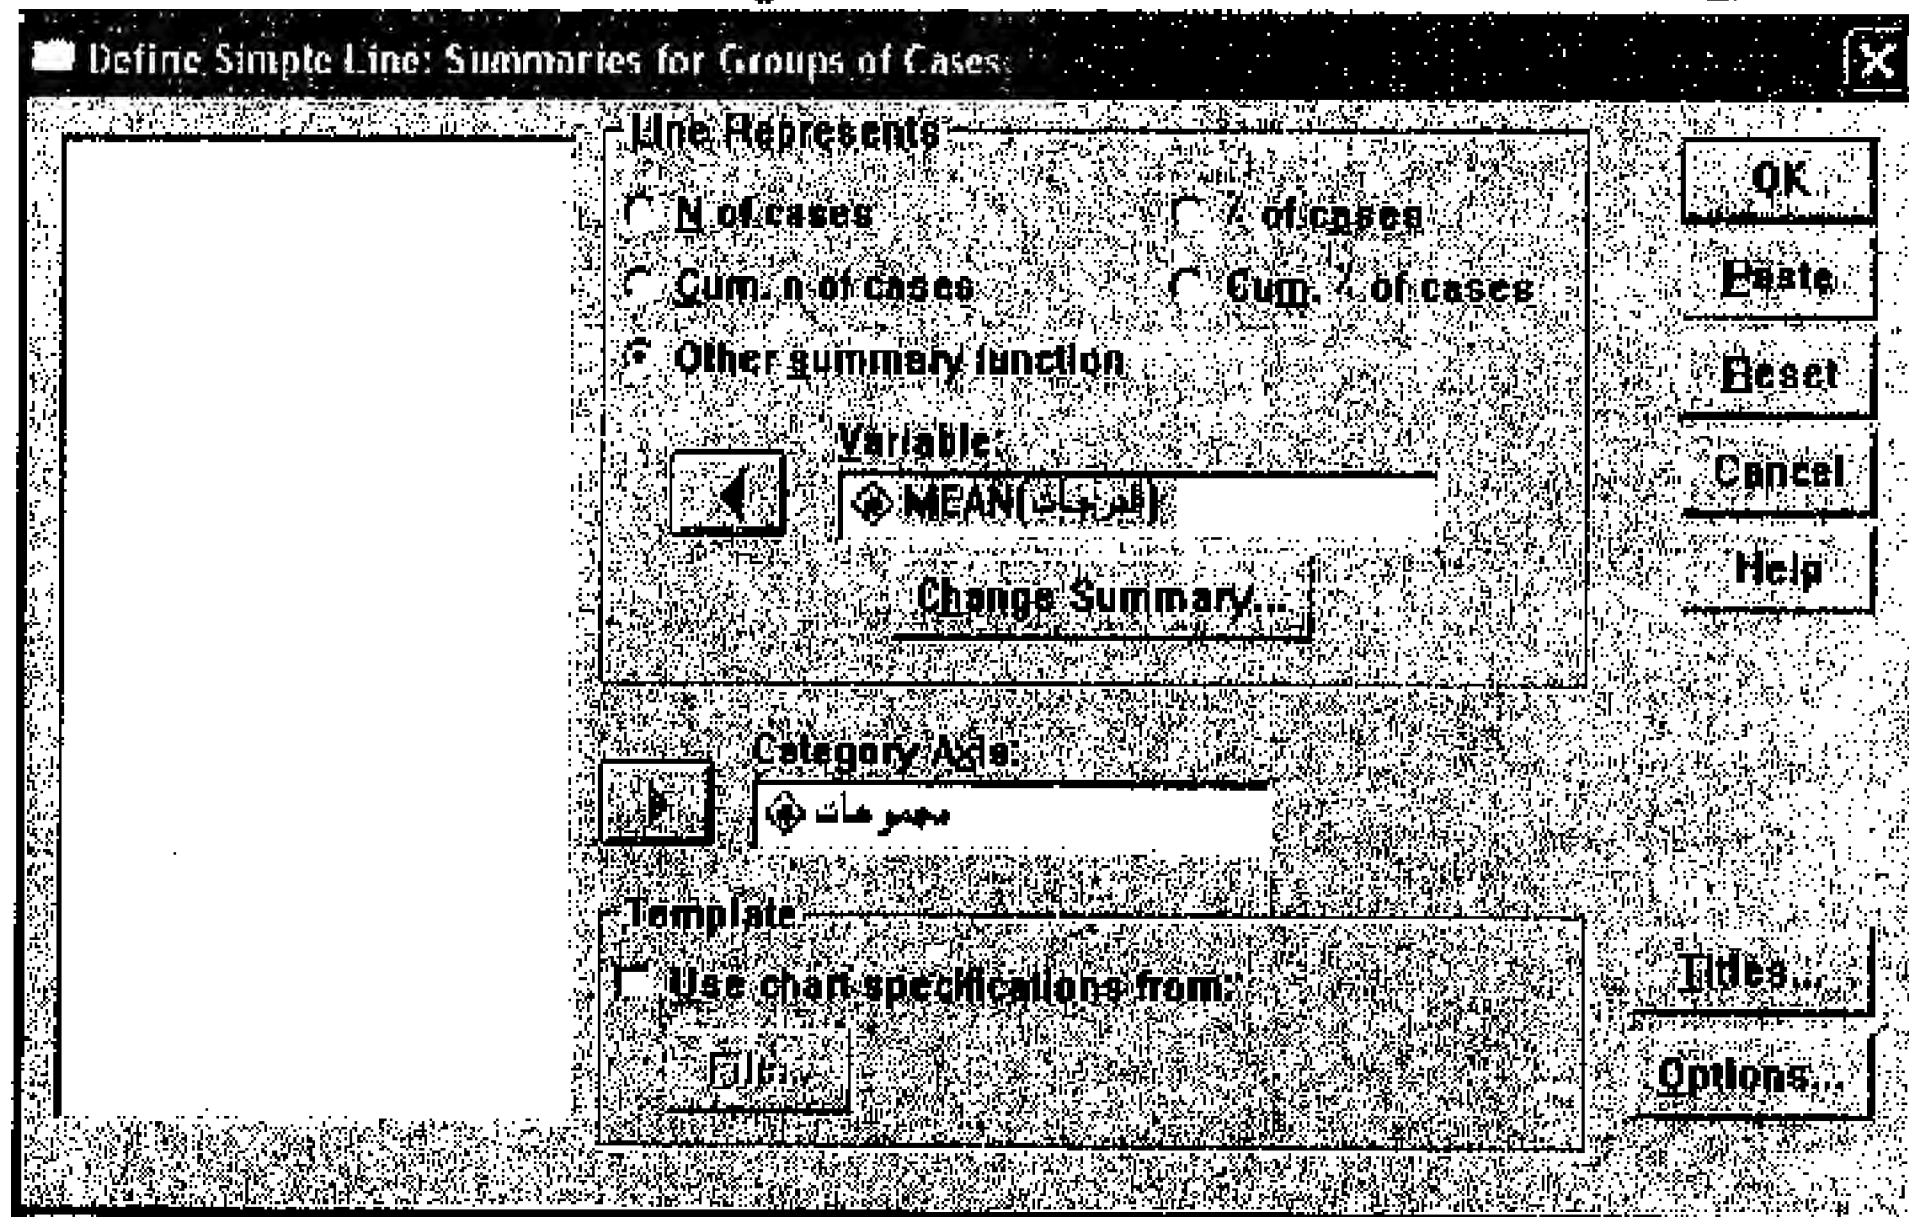 Define Simple Line: Summaries for Groups of Cases
Line Represents
N of cases
% of cases
Cum. n of cases
Cum. % of cases
Other summary function
Variable:
MEAN(الدرجات)
Change Summary...
Category Axis:
مجموعات
Template
Use chart specifications from:
File...
OK
Paste
Reset
Cancel
Help
Titles...
Options...